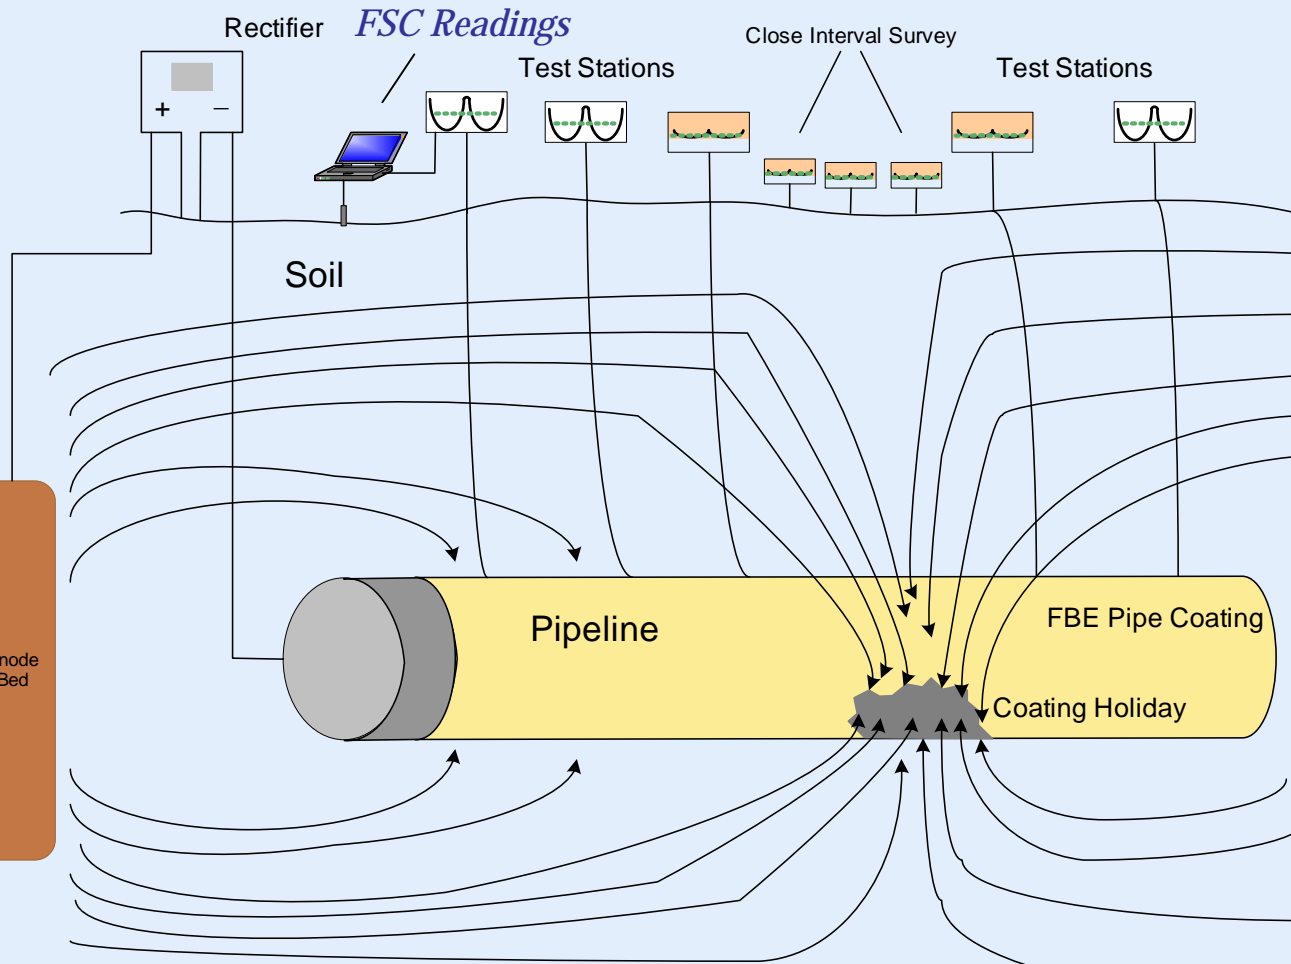 Rectifier
FSC Readings
Close Interval Survey
Test Stations
Test Stations
+ –
Soil
Pipeline
FBE Pipe Coating
Coating Holiday
node
Bed